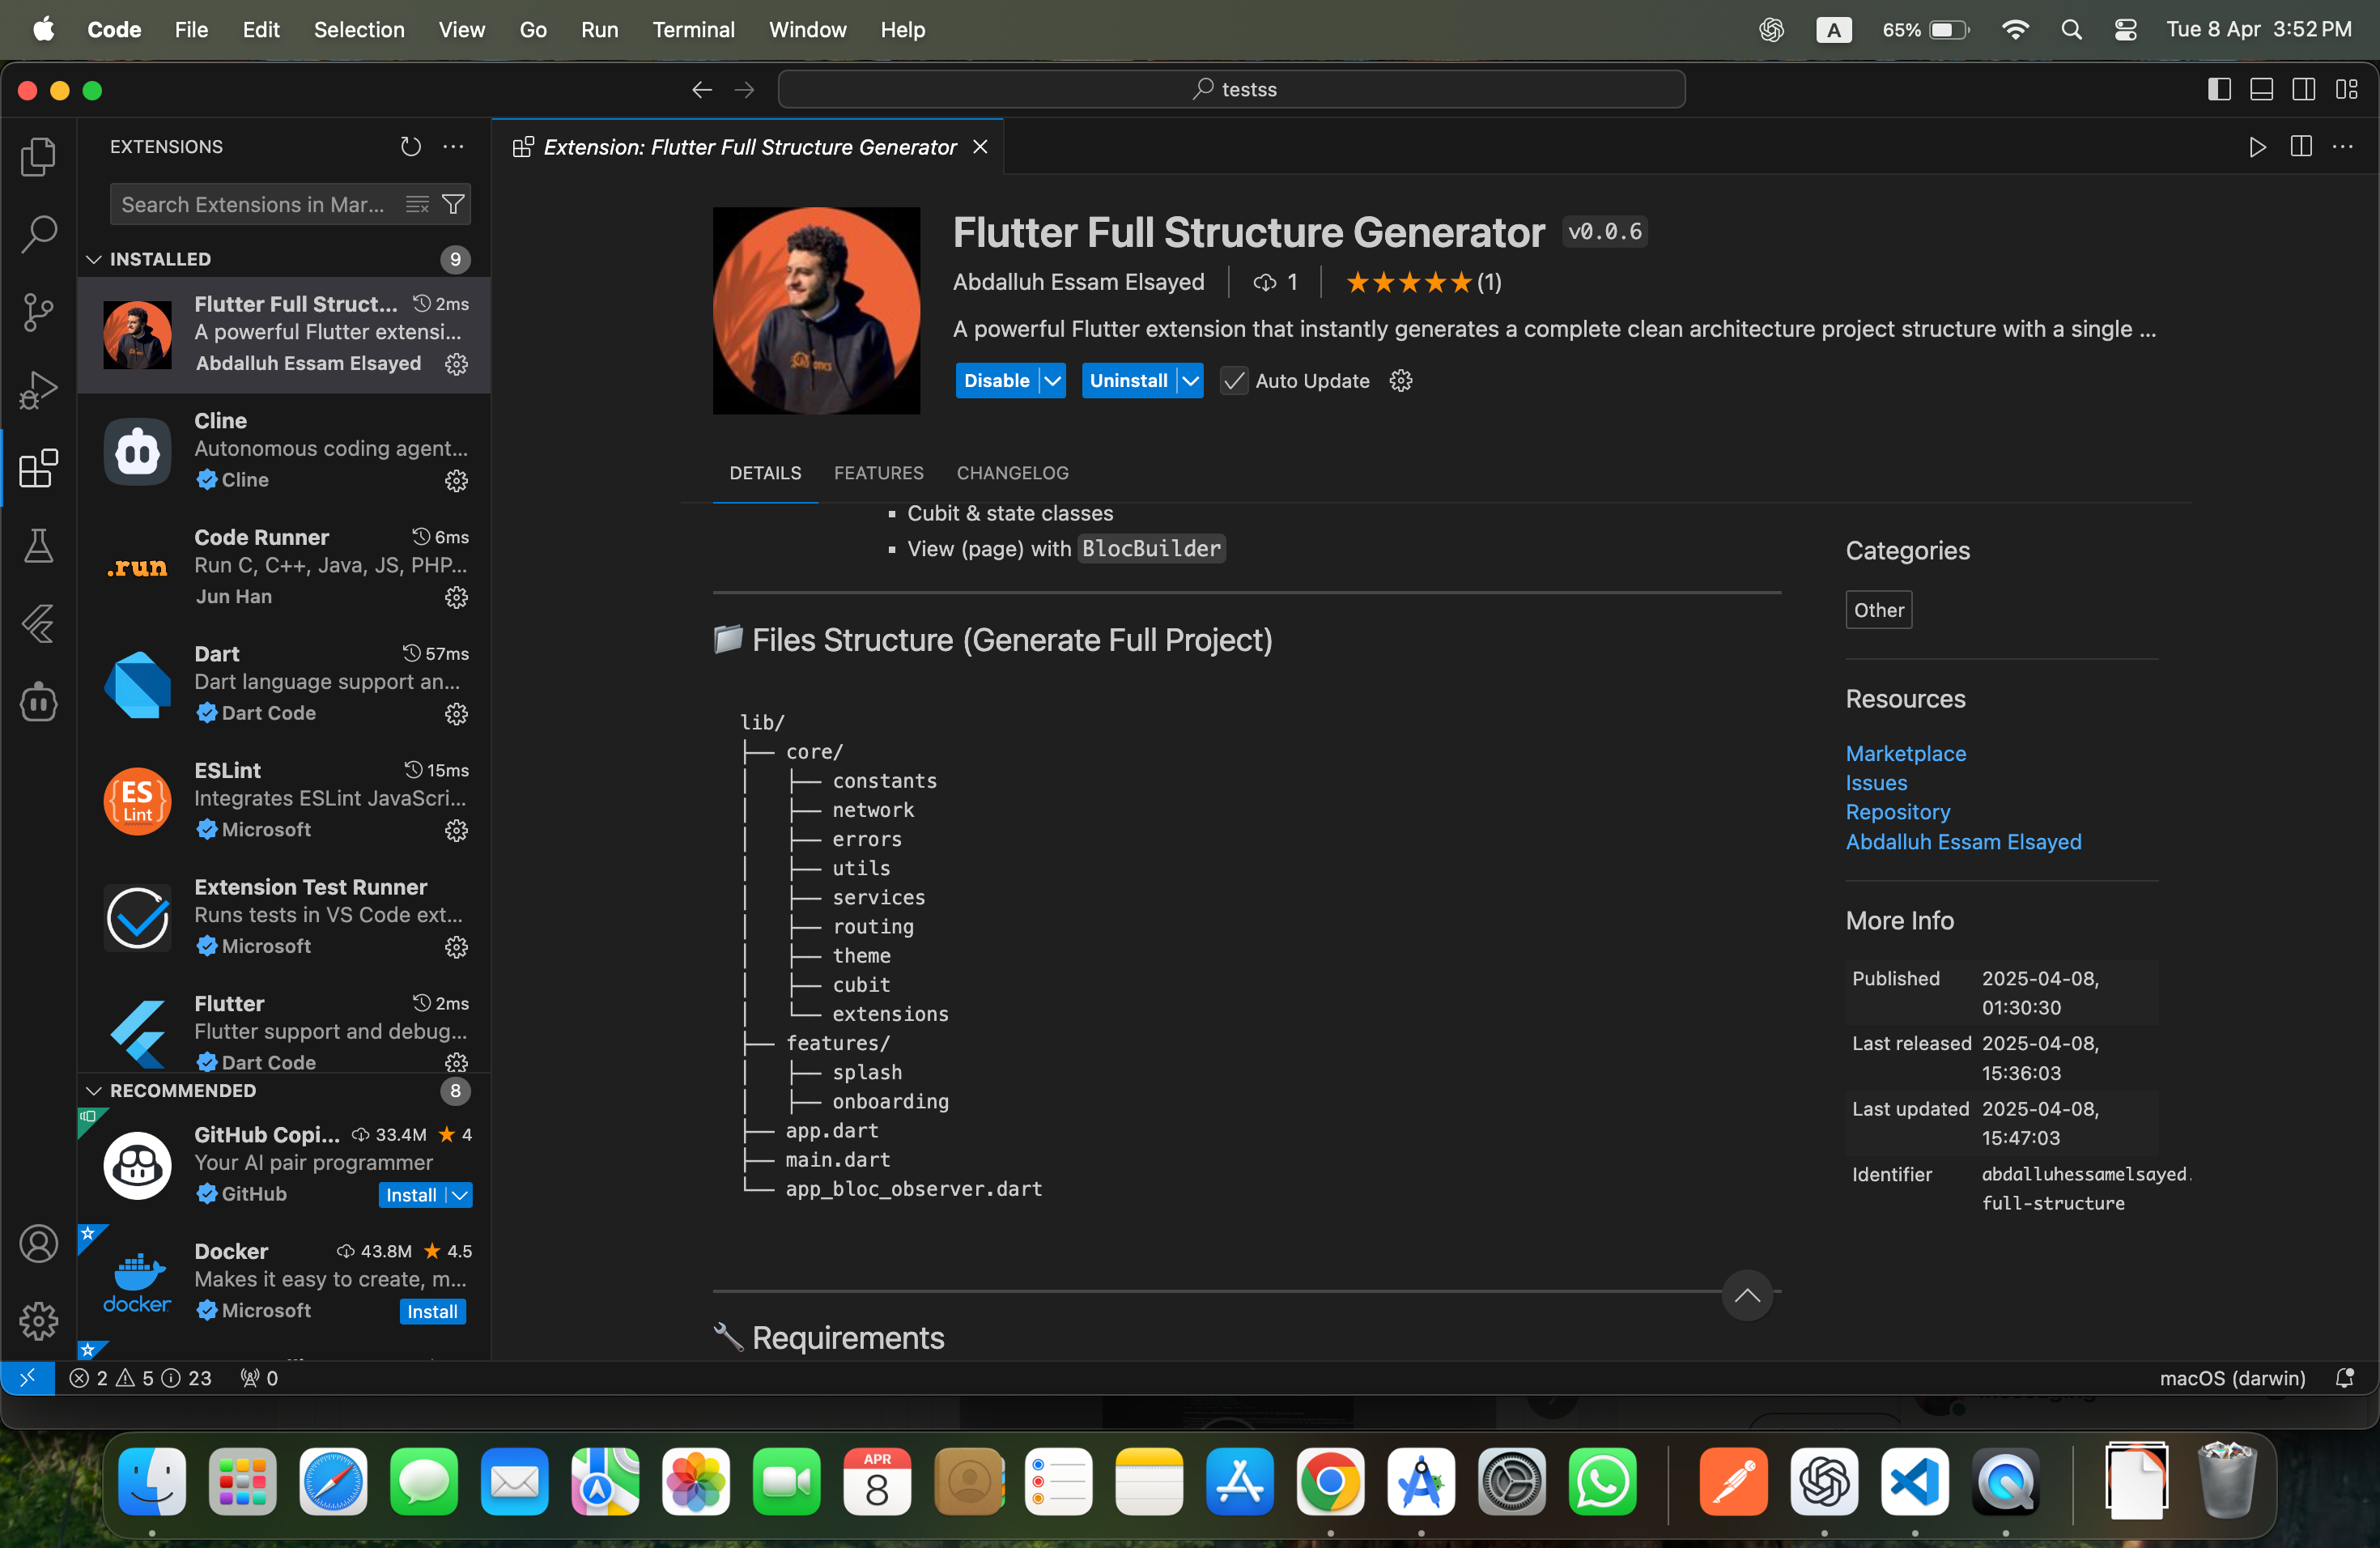 Code File Edit Selection View Go Run Terminal Window Help
A 65% Tue 8 Apr 3:52 PM
testss
EXTENSIONS
Search Extensions in Mar...
INSTALLED 9
Flutter Full Struct... 2ms
A powerful Flutter extensi...
Abdalluh Essam Elsayed
Cline
Autonomous coding agent...
Cline
.run
Code Runner 6ms
Run C, C++, Java, JS, PHP...
Jun Han
Dart 57ms
Dart language support an...
Dart Code
ES
Lint
ESLint 15ms
Integrates ESLint JavaScri...
Microsoft
Extension Test Runner
Runs tests in VS Code ext...
Microsoft
Flutter 2ms
Flutter support and debug...
Dart Code
RECOMMENDED 8
GitHub Copi... 33.4M 4
Your AI pair programmer
GitHub Install
docker
Docker 43.8M 4.5
Makes it easy to create, m...
Microsoft Install
Extension: Flutter Full Structure Generator
Flutter Full Structure Generator v0.0.6
Abdalluh Essam Elsayed 1 (1)
A powerful Flutter extension that instantly generates a complete clean architecture project structure with a single ...
Disable Uninstall Auto Update
DETAILS FEATURES CHANGELOG
Cubit & state classes
View (page) with BlocBuilder
Files Structure (Generate Full Project)
lib/
├── core/
│   ├── constants
│   ├── network
│   ├── errors
│   ├── utils
│   ├── services
│   ├── routing
│   ├── theme
│   ├── cubit
│   └── extensions
├── features/
│   ├── splash
│   ├── onboarding
├── app.dart
├── main.dart
└── app_bloc_observer.dart
Requirements
Categories
Other
Resources
Marketplace
Issues
Repository
Abdalluh Essam Elsayed
More Info
Published 2025-04-08,
01:30:30
Last released 2025-04-08,
15:36:03
Last updated 2025-04-08,
15:47:03
Identifier abdalluhessamelsayed.
full-structure
2 5 23 0
macOS (darwin)
APR
8